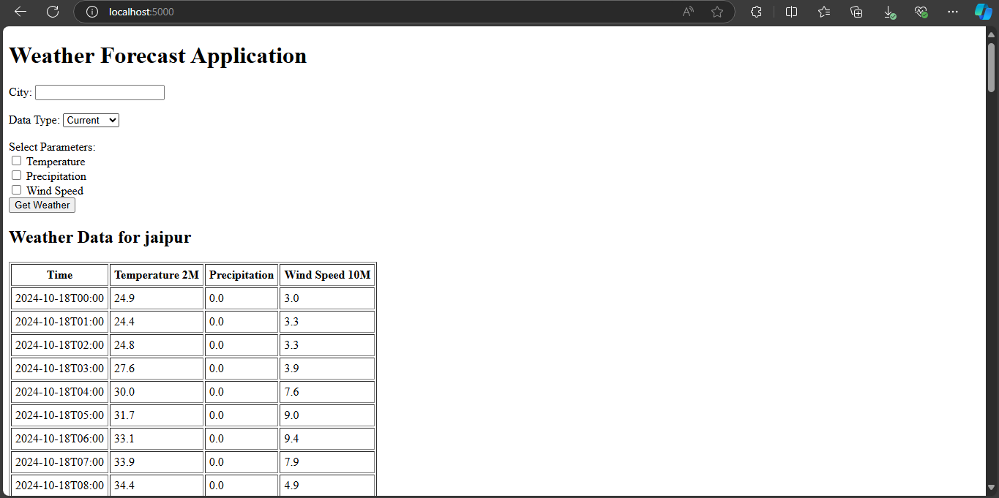 localhost:5000
Weather Forecast Application
City:
Data Type: Current
Select Parameters:
Temperature
Precipitation
Wind Speed
Get Weather
Weather Data for jaipur
Time Temperature 2M Precipitation Wind Speed 10M
2024-10-18T00:00 24.9 0.0 3.0
2024-10-18T01:00 24.4 0.0 3.3
2024-10-18T02:00 24.8 0.0 3.3
2024-10-18T03:00 27.6 0.0 3.9
2024-10-18T04:00 30.0 0.0 7.6
2024-10-18T05:00 31.7 0.0 9.0
2024-10-18T06:00 33.1 0.0 9.4
2024-10-18T07:00 33.9 0.0 7.9
2024-10-18T08:00 34.4 0.0 4.9